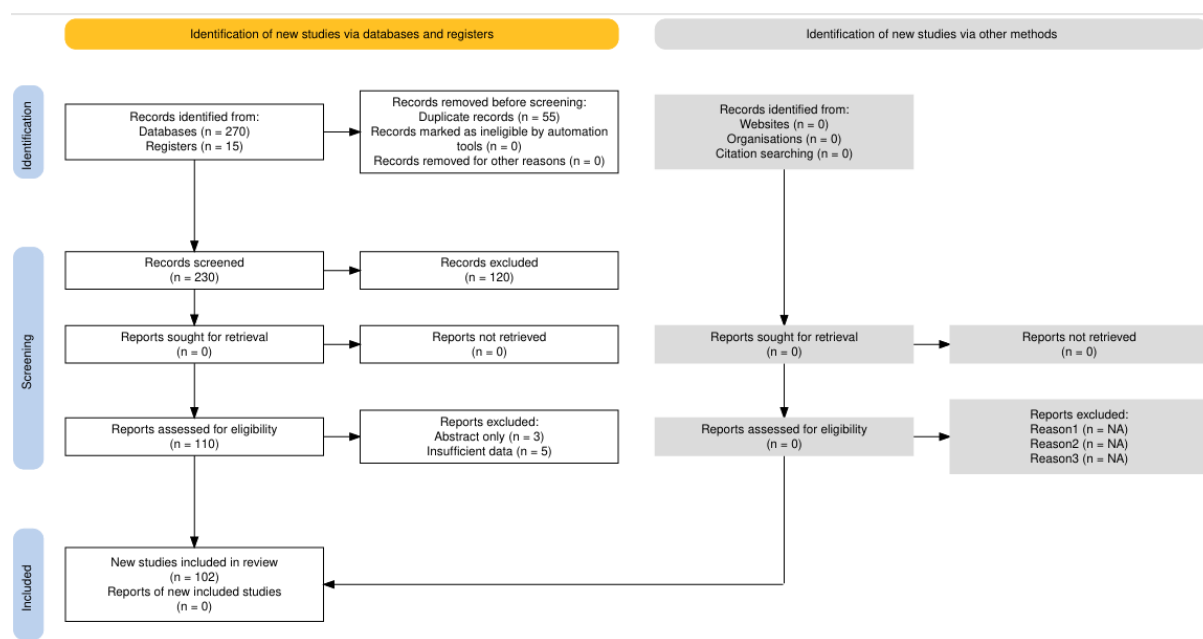 Identification of new studies via databases and registers
Identification of new studies via other methods
Identification
Records identified from:
Databases (n = 270)
Registers (n = 15)
Records removed before screening:
Duplicate records (n = 55)
Records marked as ineligible by automation
tools (n = 0)
Records removed for other reasons (n = 0)
Records identified from:
Websites (n = 0)
Organisations (n = 0)
Citation searching (n = 0)
Screening
Records screened
(n = 230)
Records excluded
(n = 120)
Reports sought for retrieval
(n = 0)
Reports not retrieved
(n = 0)
Reports sought for retrieval
(n = 0)
Reports not retrieved
(n = 0)
Reports assessed for eligibility
(n = 110)
Reports excluded:
Abstract only (n = 3)
Insufficient data (n = 5)
Reports assessed for eligibility
(n = 0)
Reports excluded:
Reason1 (n = NA)
Reason2 (n = NA)
Reason3 (n = NA)
Included
New studies included in review
(n = 102)
Reports of new included studies
(n = 0)